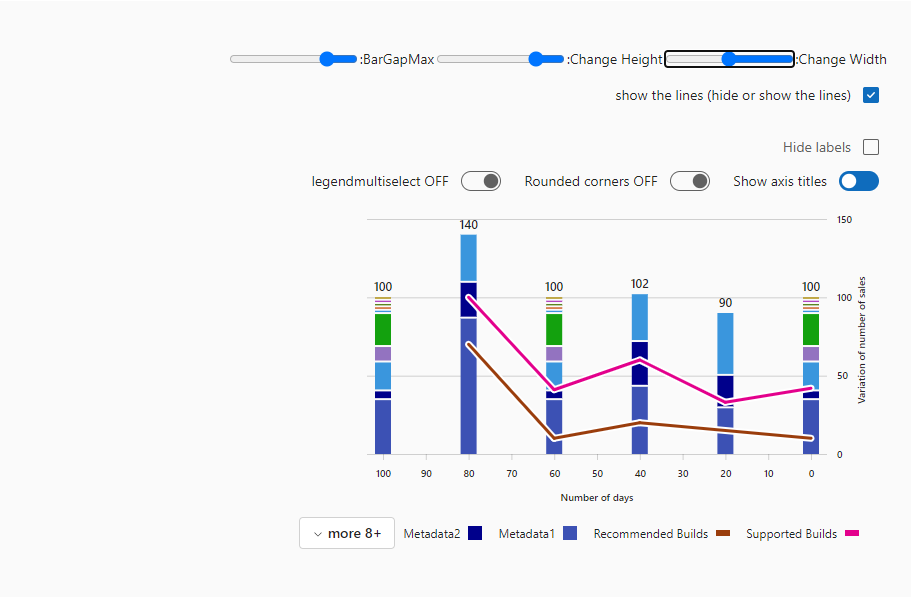 :BarGapMax :Change Height :Change Width
show the lines (hide or show the lines)
Hide labels
legendmultiselect OFF Rounded corners OFF Show axis titles
150
140
100 100 102 90 100
100
50
0
Variation of number of sales
100 90 80 70 60 50 40 30 20 10 0
Number of days
more 8+ Metadata2 Metadata1 Recommended Builds Supported Builds